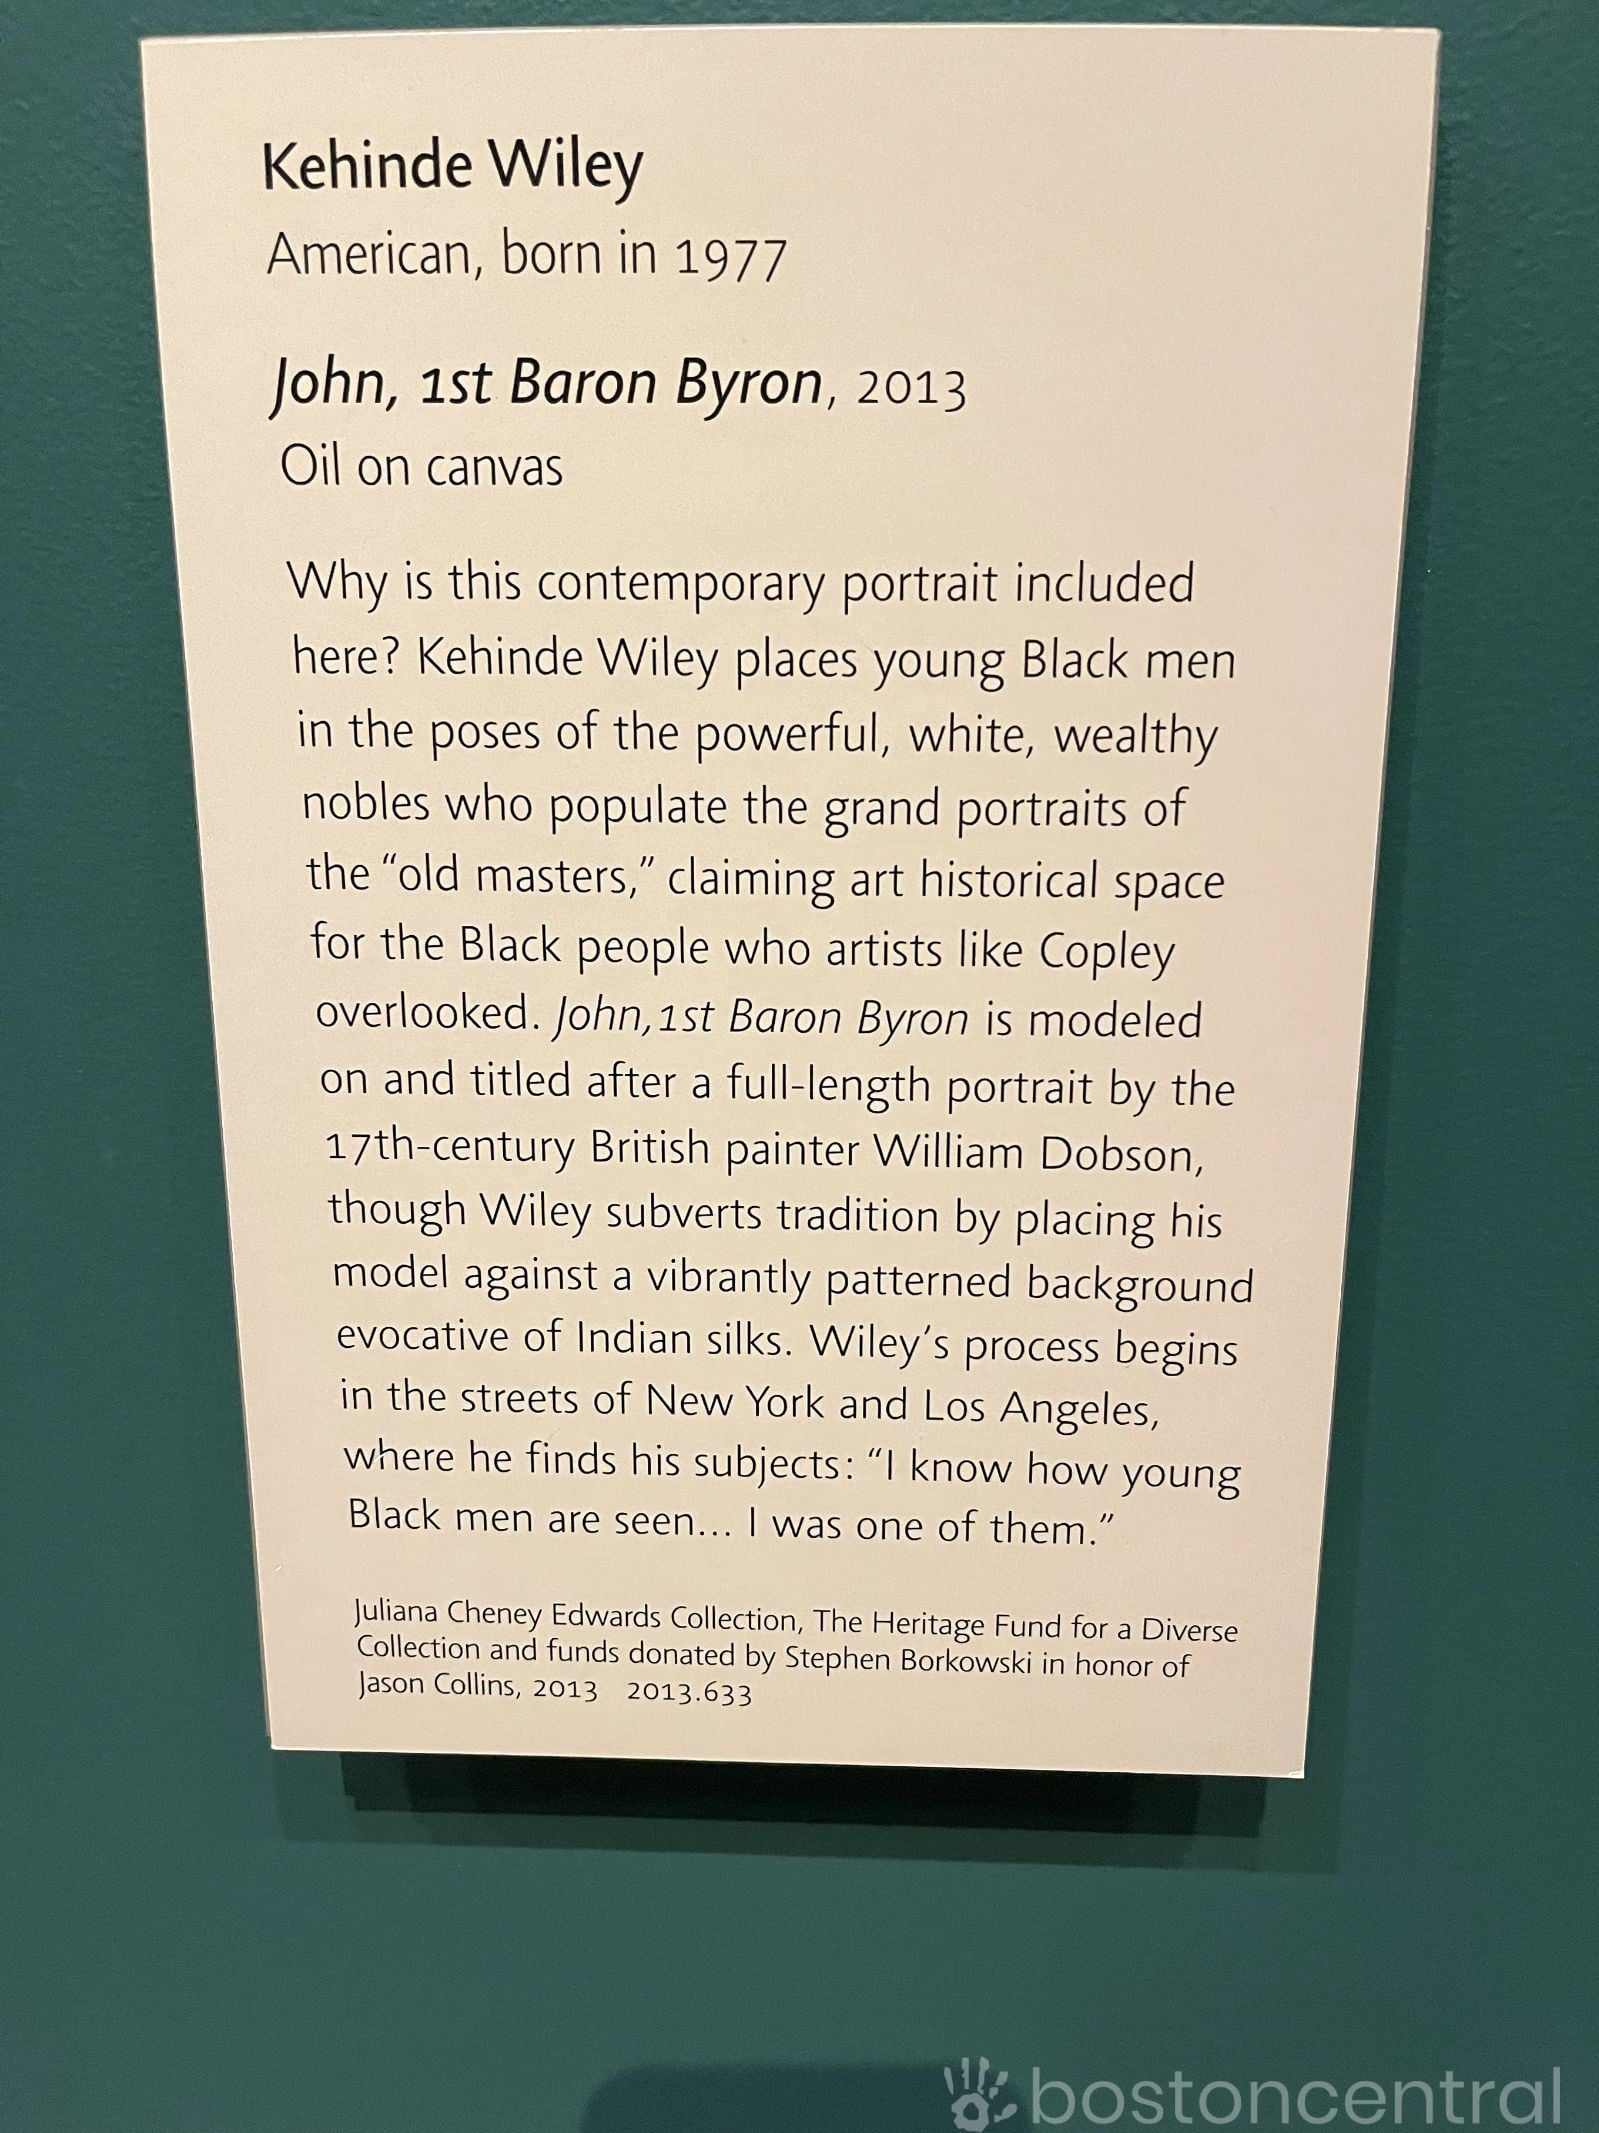 Kehinde Wiley
American, born in 1977
John, 1st Baron Byron, 2013
Oil on canvas
Why is this contemporary portrait included
here? Kehinde Wiley places young Black men
in the poses of the powerful, white, wealthy
nobles who populate the grand portraits of
the “old masters,” claiming art historical space
for the Black people who artists like Copley
overlooked. John,1st Baron Byron is modeled
on and titled after a full-length portrait by the
17th-century British painter William Dobson,
though Wiley subverts tradition by placing his
model against a vibrantly patterned background
evocative of Indian silks. Wiley’s process begins
in the streets of New York and Los Angeles,
where he finds his subjects: “I know how young
Black men are seen... I was one of them.”
Juliana Cheney Edwards Collection, The Heritage Fund for a Diverse
Collection and funds donated by Stephen Borkowski in honor of
Jason Collins, 2013 2013.633
bostoncentral